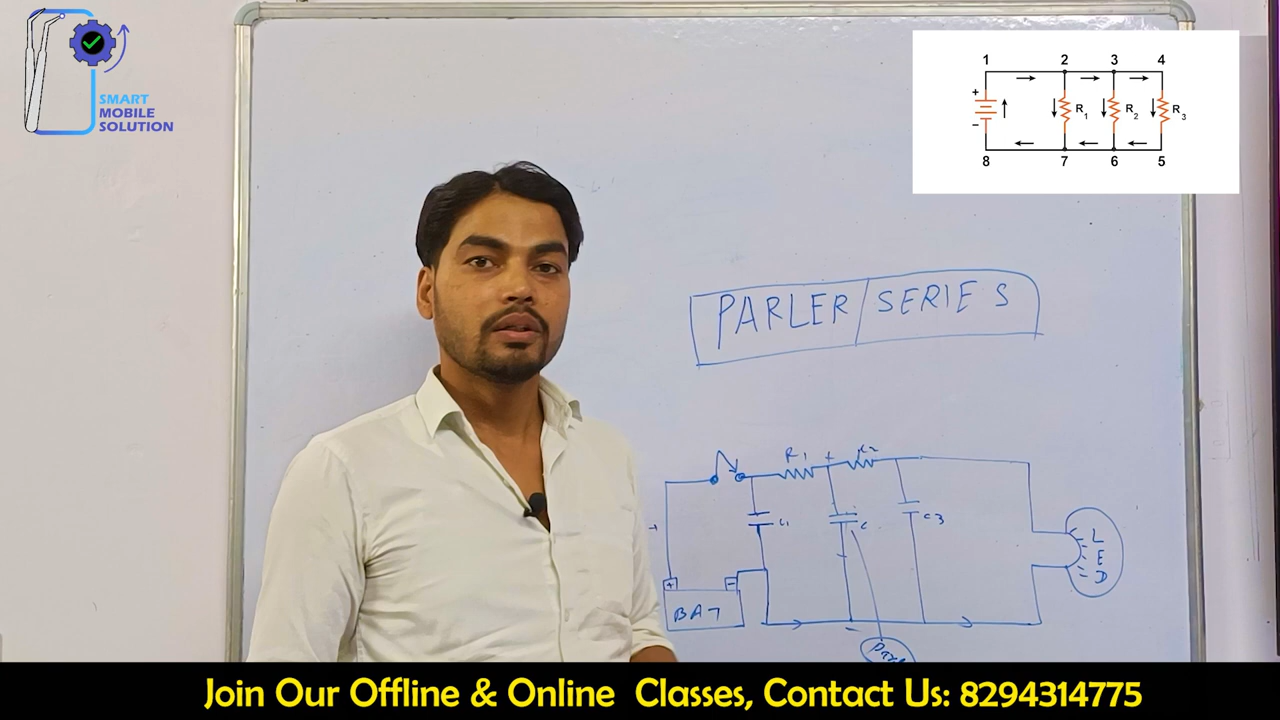 SMART
MOBILE
SOLUTION
1 2 3 4
+
R1 R2 R3
−
8 7 6 5
PARLER/SERIES
R1 + R2
+
C1 C C3
L
E
D
+ −
BAT
−
Join Our Offline & Online Classes, Contact Us: 8294314775